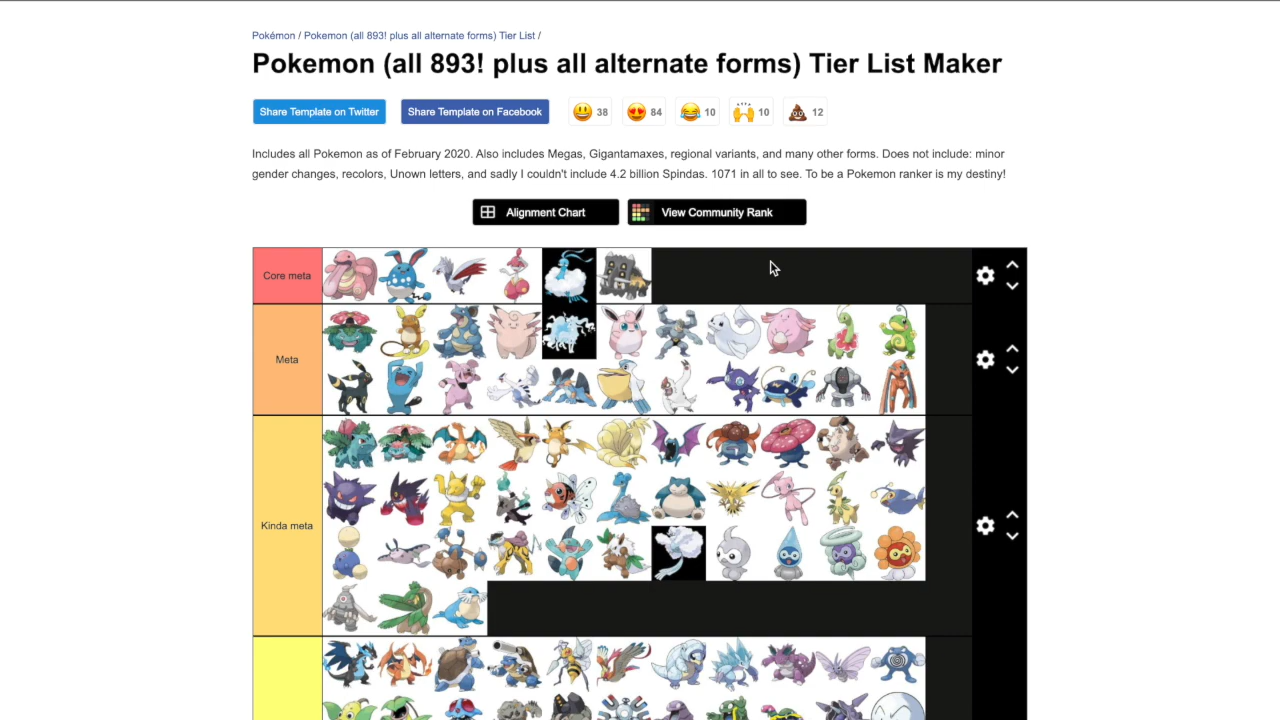 Pokémon / Pokemon (all 893! plus all alternate forms) Tier List /
Pokemon (all 893! plus all alternate forms) Tier List Maker
Share Template on Twitter
Share Template on Facebook
38
84
10
10
12
Includes all Pokemon as of February 2020. Also includes Megas, Gigantamaxes, regional variants, and many other forms. Does not include: minor
gender changes, recolors, Unown letters, and sadly I couldn't include 4.2 billion Spindas. 1071 in all to see. To be a Pokemon ranker is my destiny!
Alignment Chart
View Community Rank
Core meta
Meta
Kinda meta